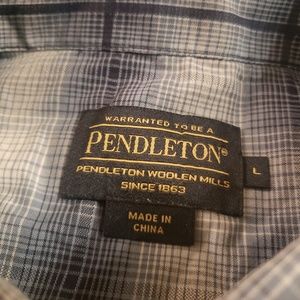 WARRANTED TO BE A
PENDLETON®
PENDLETON WOOLEN MILLS
SINCE 1863
L
MADE IN
CHINA